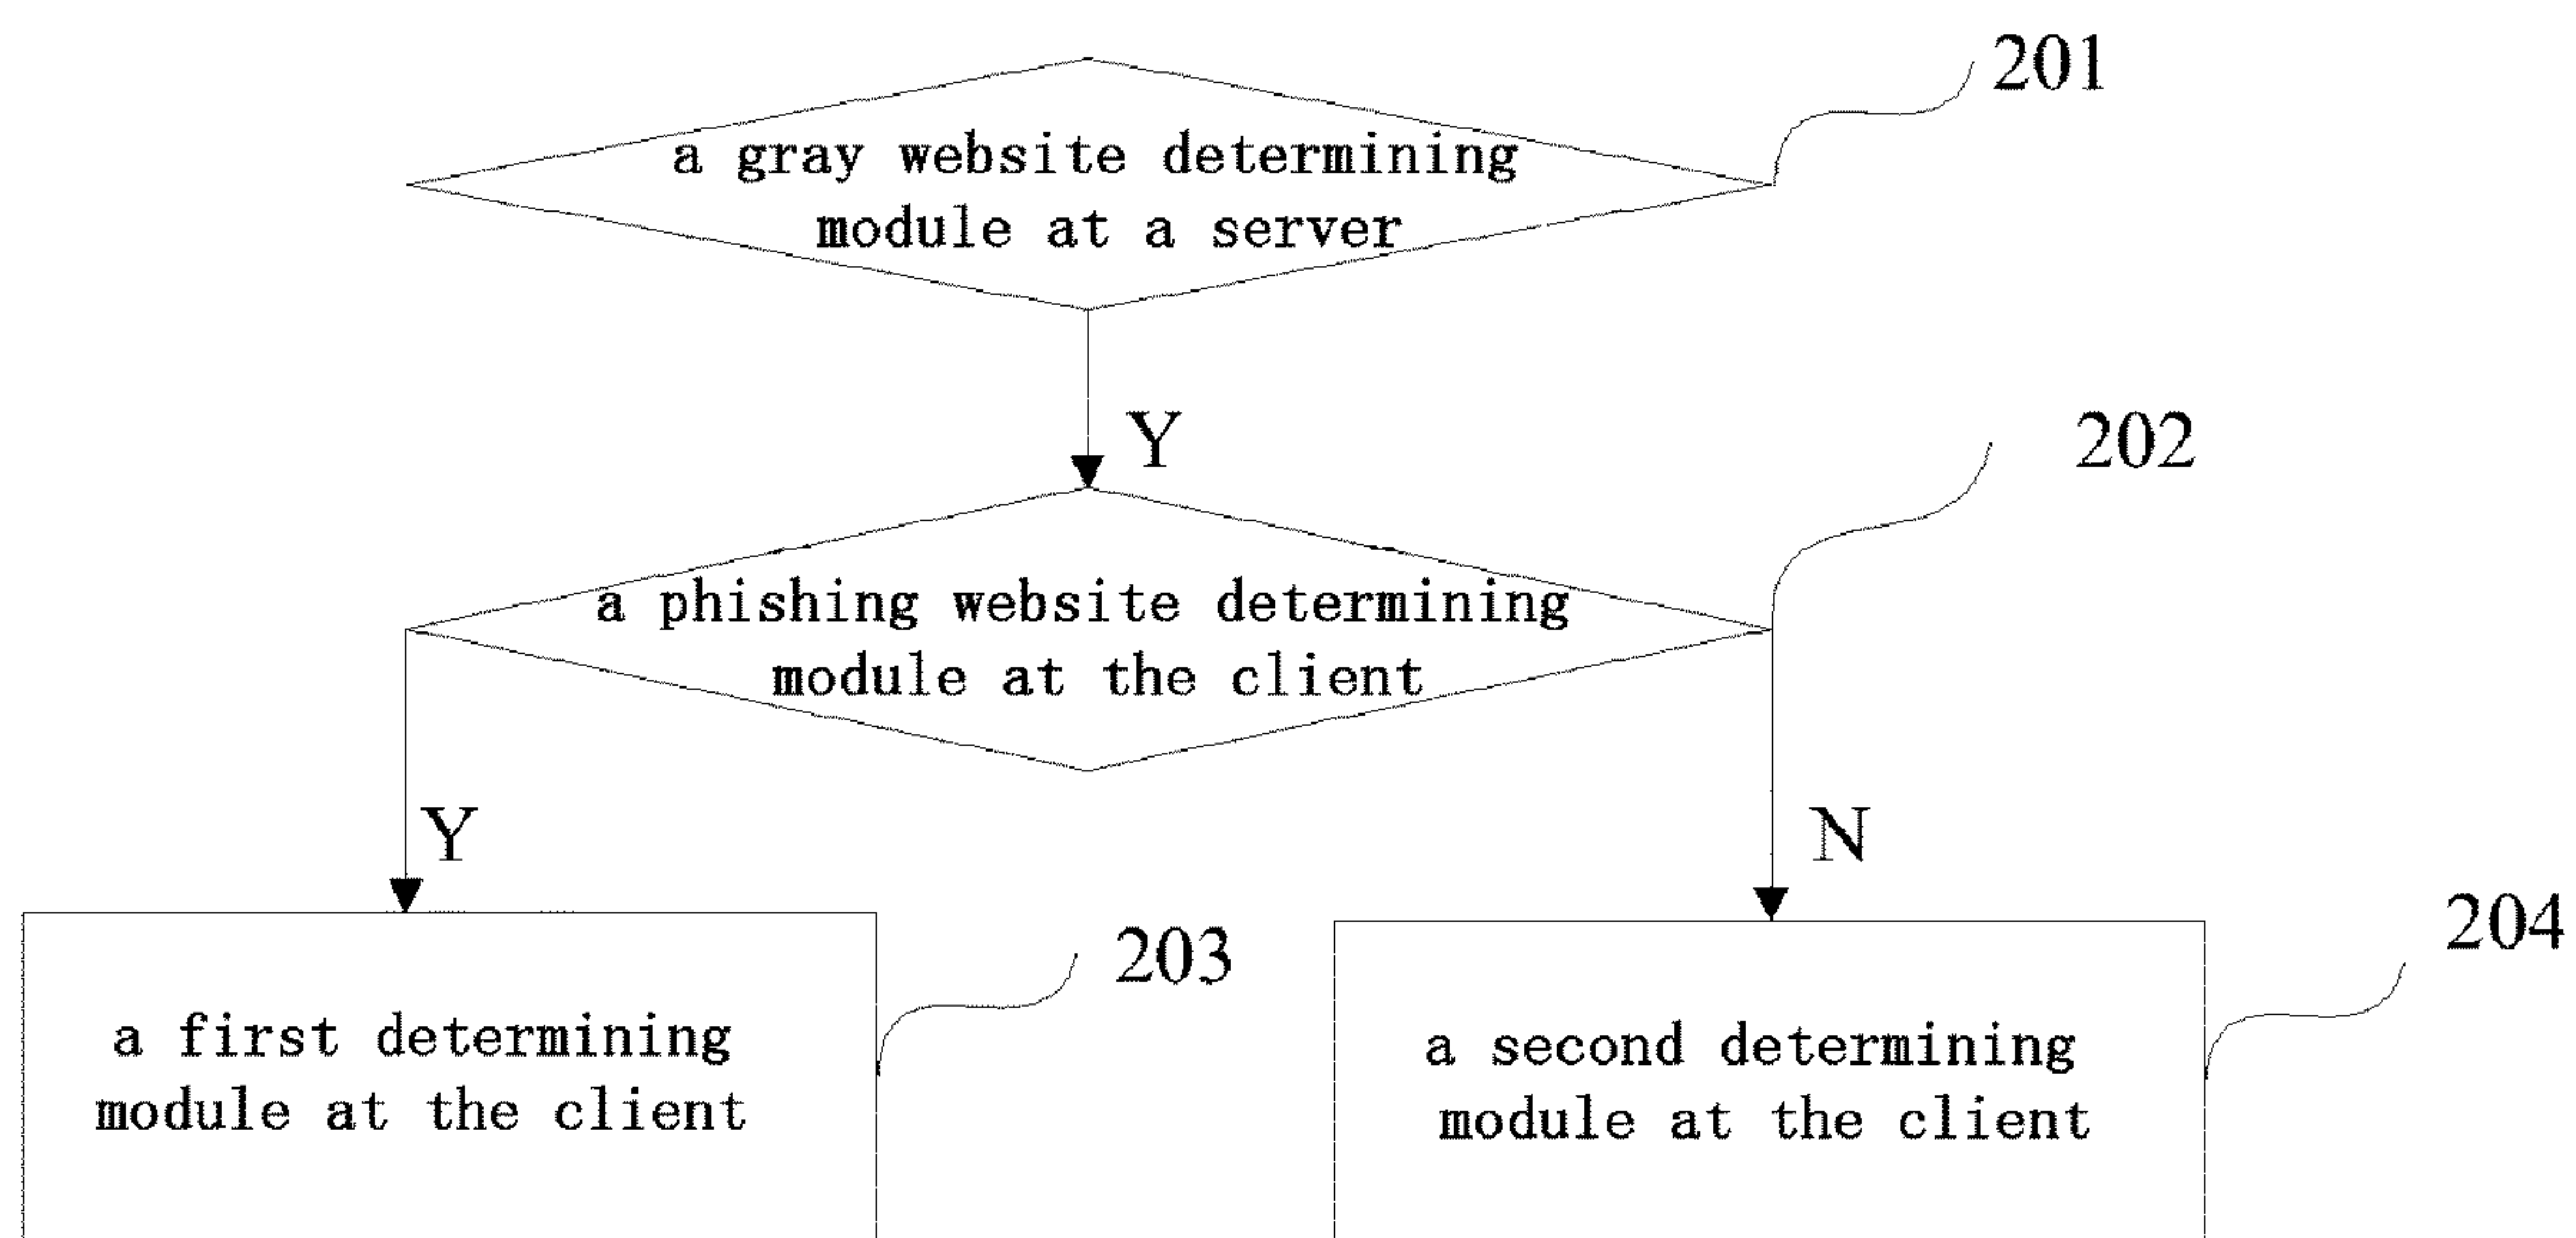 201
a gray website determining
module at a server
Y
202
a phishing website determining
module at the client
Y
N
203
204
a first determining
module at the client
a second determining
module at the client